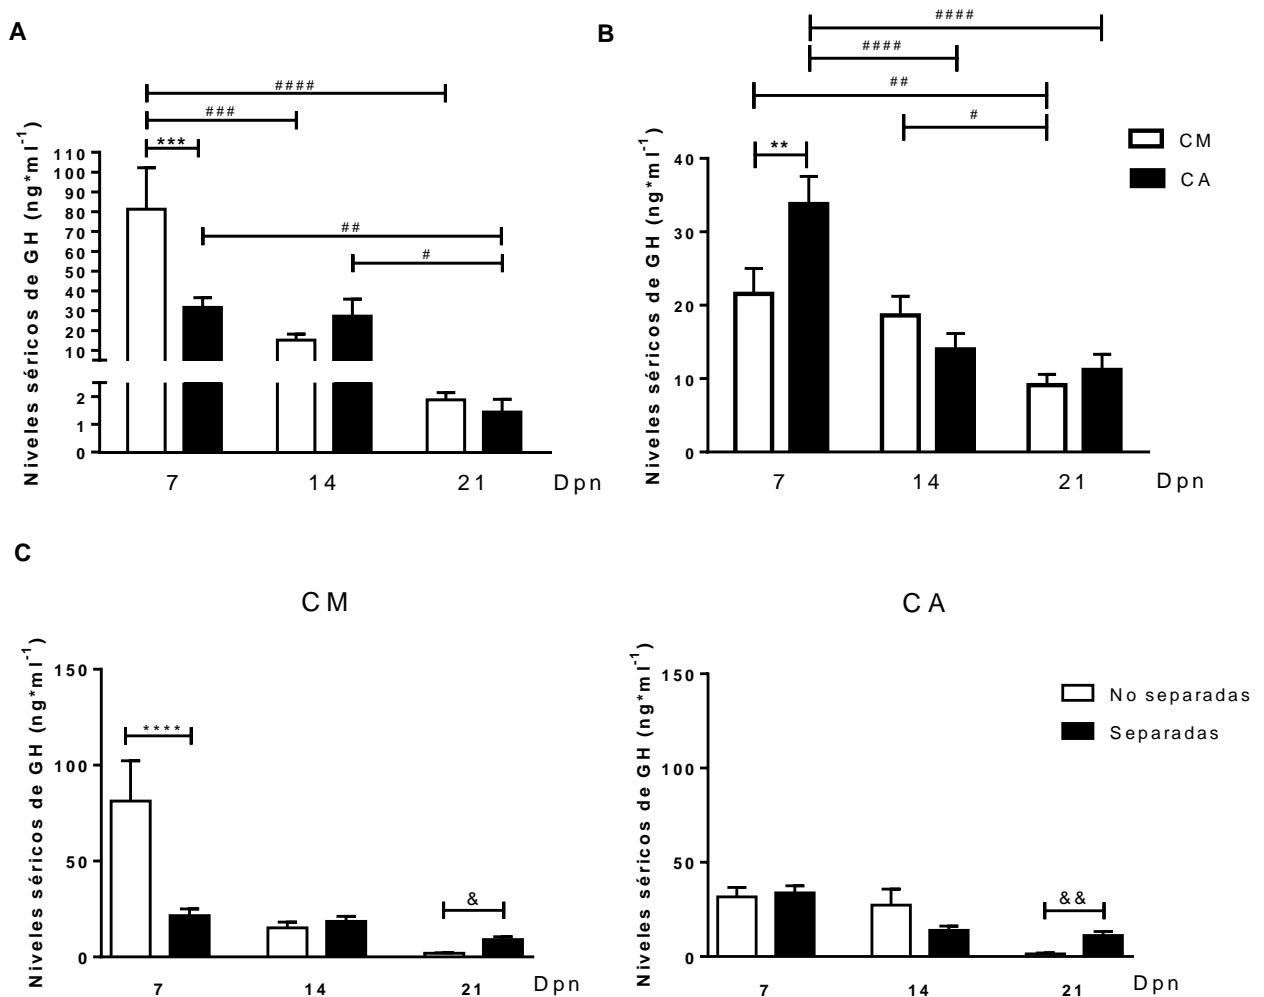 A
####
###
***
##
#
Niveles séricos de GH (ng*ml-1)
110
100
90
80
70
60
50
40
30
20
10
2
1
0
7 14 21 Dpn
B
####
####
##
#
**
CM
CA
Niveles séricos de GH (ng*ml-1)
40
30
20
10
0
7 14 21 Dpn
C
CM
Niveles séricos de GH (ng*ml-1)
150
100
50
0
****
&
7 14 21 Dpn
CA
Niveles séricos de GH (ng*ml-1)
150
100
50
0
&&
No separadas
Separadas
7 14 21 Dpn